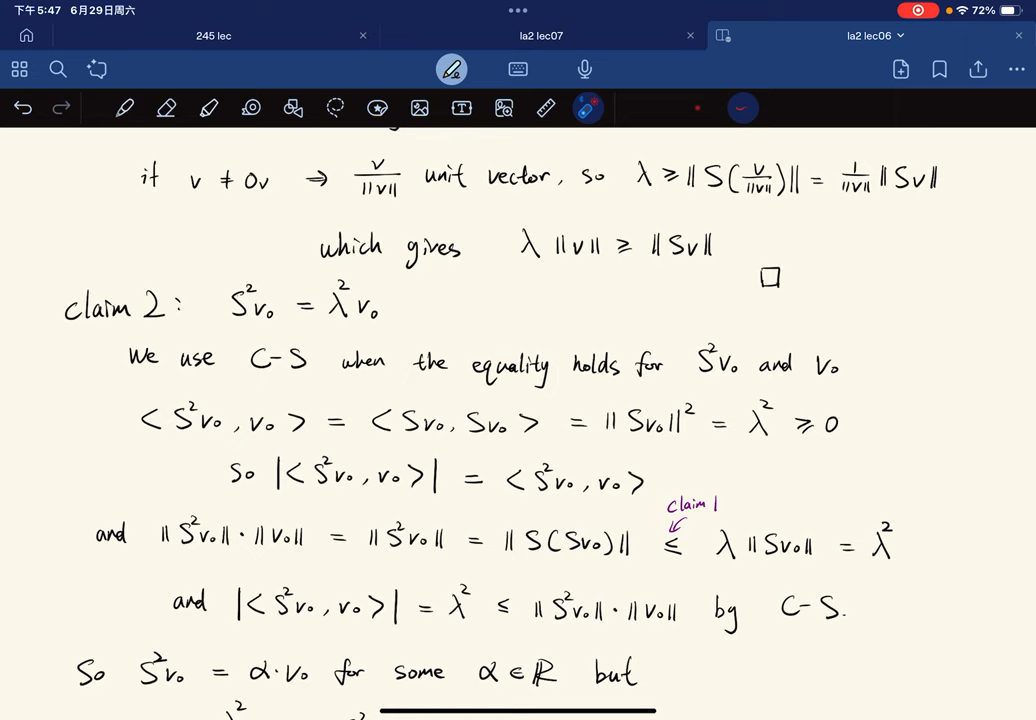 下午5:47 6月29日周六
72%
245 lec
la2 lec07
la2 lec06
if v ≠ 0v ⇒ v/||v|| unit vector, so λ ≥ ||S(v/||v||)|| = 1/||v|| ||Sv||
which gives λ ||v|| ≥ ||Sv||
□
claim 2: S²v₀ = λ²v₀
We use C-S when the equality holds for S²v₀ and v₀
<S²v₀, v₀> = <Sv₀, Sv₀> = ||Sv₀||² = λ² ≥ 0
So |<S²v₀, v₀>| = <S²v₀, v₀>
claim 1
and ||S²v₀||·||v₀|| = ||S²v₀|| = ||S(Sv₀)|| ≤ λ||Sv₀|| = λ²
and |<S²v₀, v₀>| = λ² ≤ ||S²v₀||·||v₀|| by C-S.
So S²v₀ = α·v₀ for some α ∈ ℝ but